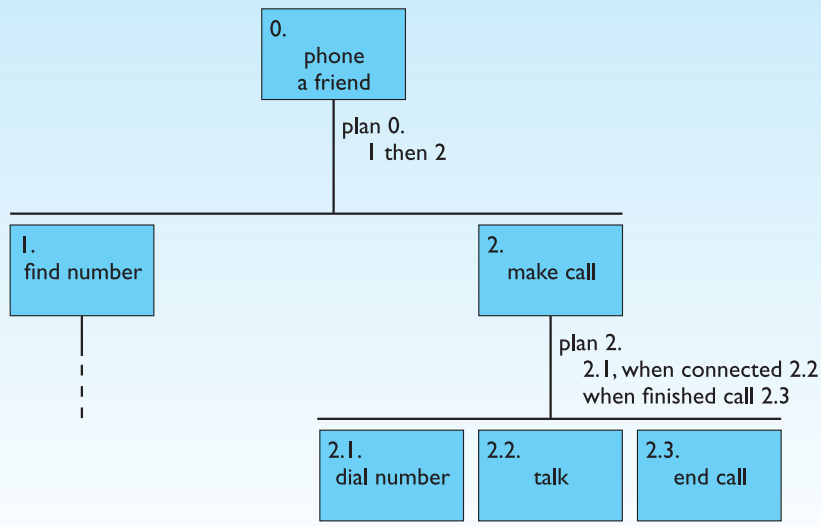 0.
phone
a friend
plan 0.
1 then 2
1.
find number
2.
make call
plan 2.
2.1, when connected 2.2
when finished call 2.3
2.1.
dial number
2.2.
talk
2.3.
end call